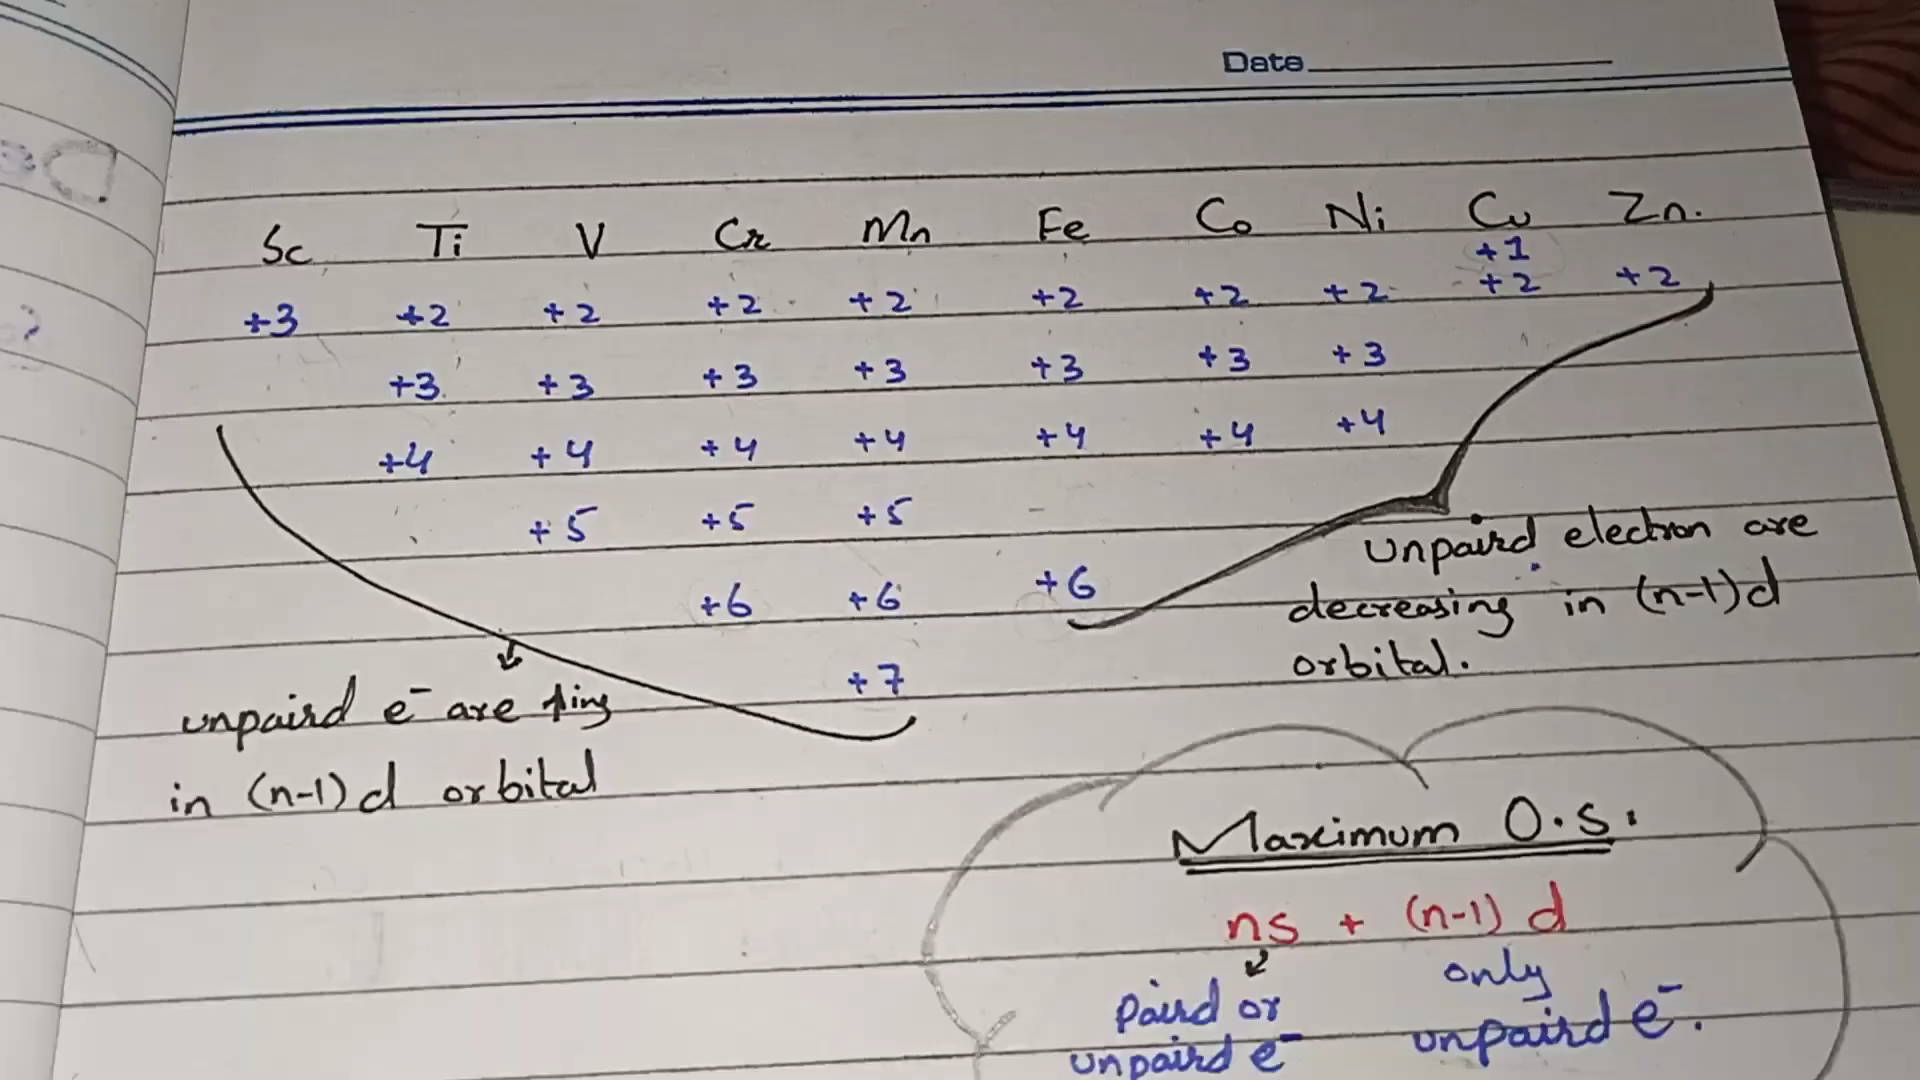 Date
Sc Ti V Cr Mn Fe Co Ni Cu Zn.
+1
+3 +2 +2 +2 +2 +2 +2 +2 +2 +2
+3 +3 +3 +3 +3 +3 +3
+4 +4 +4 +4 +4 +4 +4
+5 +5 +5
+6 +6 +6
+7
unpaird e⁻ are
in (n-1)d orbital
Unpaird electron are
decreasing in (n-1)d
orbital.
Maximum O.S.
ns + (n-1) d
Paird or
unpaird e⁻
only
unpaird e⁻.